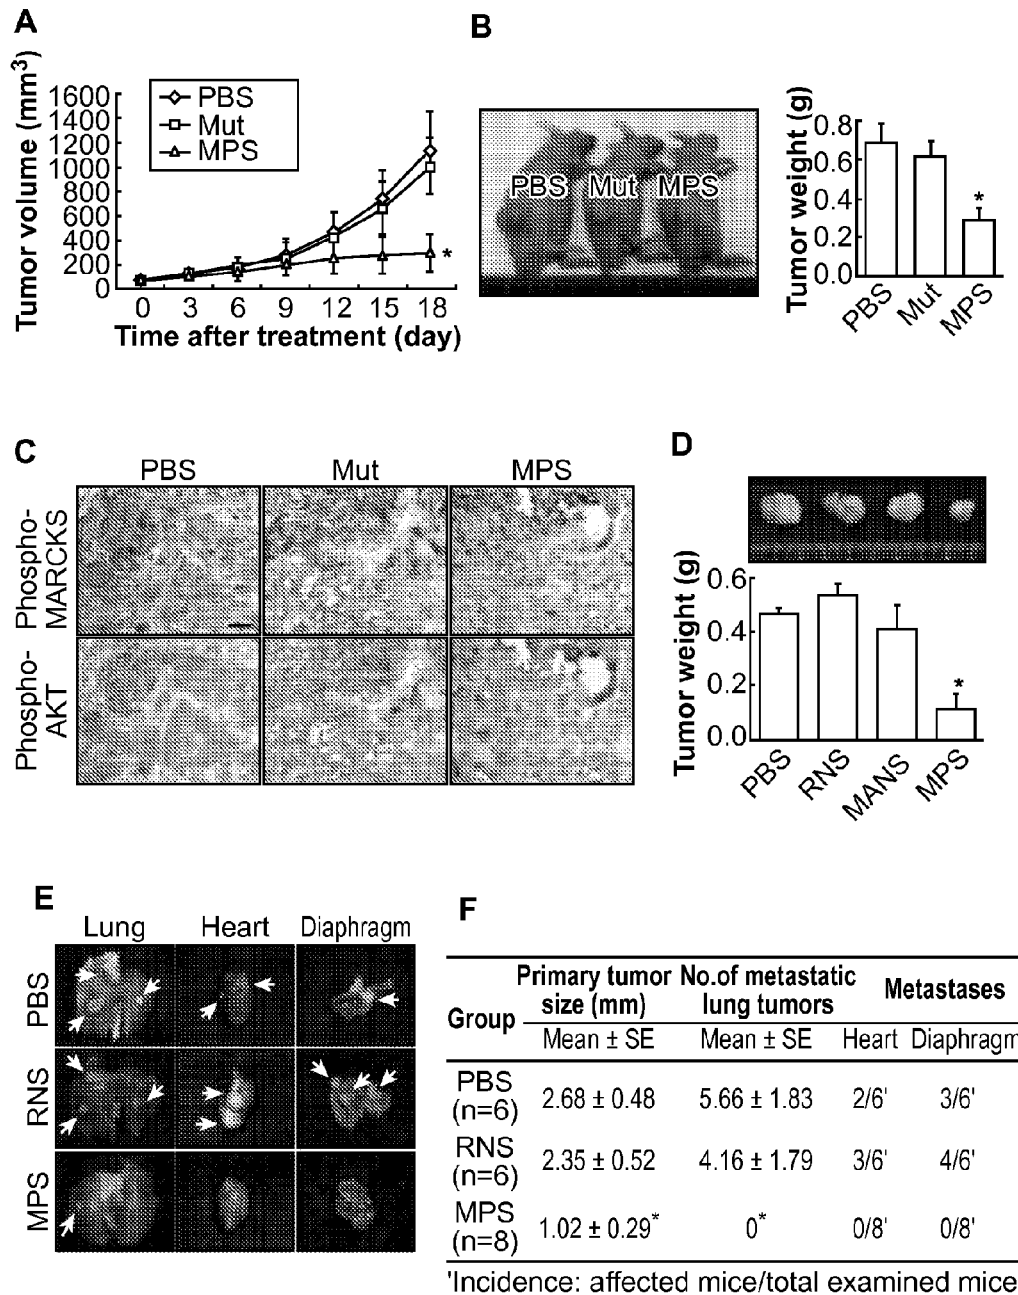 A
Tumor volume (mm3)
1600
1400
1200
1000
800
600
400
200
0
PBS
Mut
MPS
*
0 3 6 9 12 15 18
Time after treatment (day)
B
PBS Mut MPS
Tumor weight (g)
0.8
0.6
0.4
0.2
0.0
*
PBS Mut MPS
C
PBS Mut MPS
Phospho-
MARCKS
Phospho-
AKT
D
Tumor weight (g)
0.6
0.4
0.2
0.0
*
PBS RNS MANS MPS
E
Lung Heart Diaphragm
PBS
RNS
MPS
F
Group
Primary tumor
size (mm)
No.of metastatic
lung tumors
Metastases
Mean ± SE Mean ± SE Heart Diaphragm
PBS
(n=6)
2.68 ± 0.48 5.66 ± 1.83 2/6' 3/6'
RNS
(n=6)
2.35 ± 0.52 4.16 ± 1.79 3/6' 4/6'
MPS
(n=8)
1.02 ± 0.29* 0* 0/8' 0/8'
'Incidence: affected mice/total examined mice